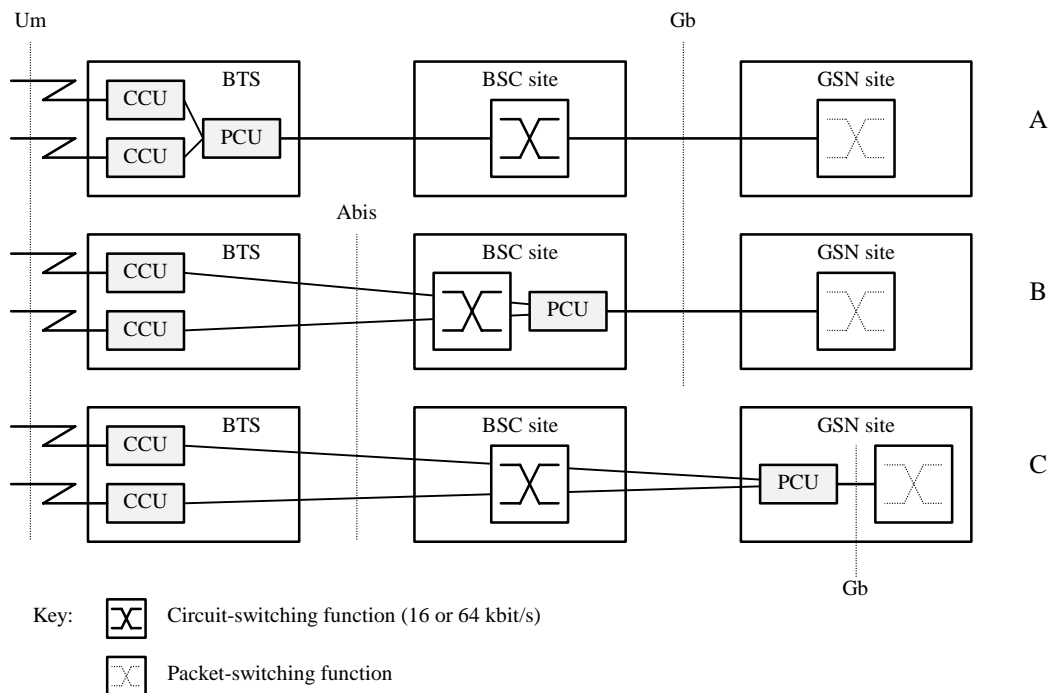 Um
Gb
BTS
BSC site
GSN site
CCU
CCU
PCU
A
Abis
BTS
BSC site
GSN site
CCU
CCU
PCU
B
BTS
BSC site
GSN site
CCU
CCU
PCU
C
Gb
Key:
Circuit-switching function (16 or 64 kbit/s)
Packet-switching function